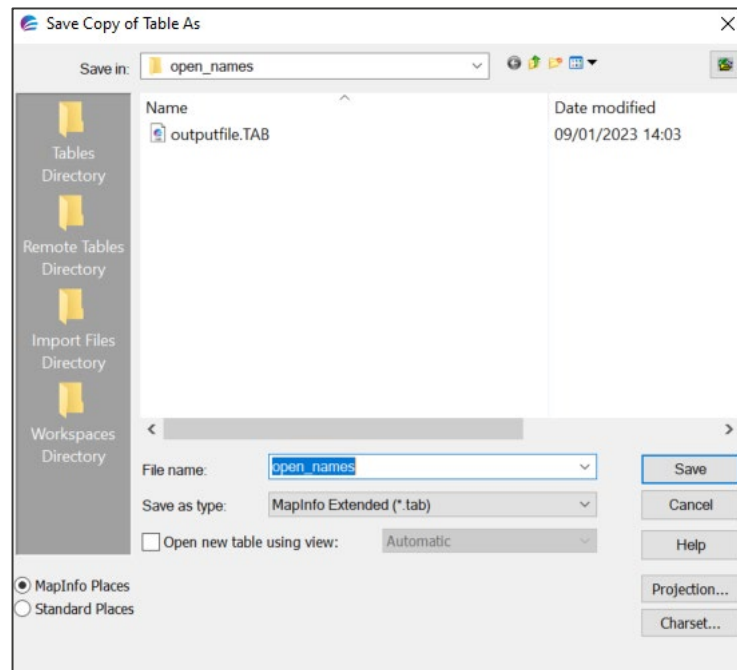 Save Copy of Table As
Save in:
open_names
Name
Date modified
outputfile.TAB
09/01/2023 14:03
Tables
Directory
Remote Tables
Directory
Import Files
Directory
Workspaces
Directory
File name:
open_names
Save
Save as type:
MapInfo Extended (*.tab)
Cancel
Open new table using view:
Automatic
Help
MapInfo Places
Standard Places
Projection...
Charset...